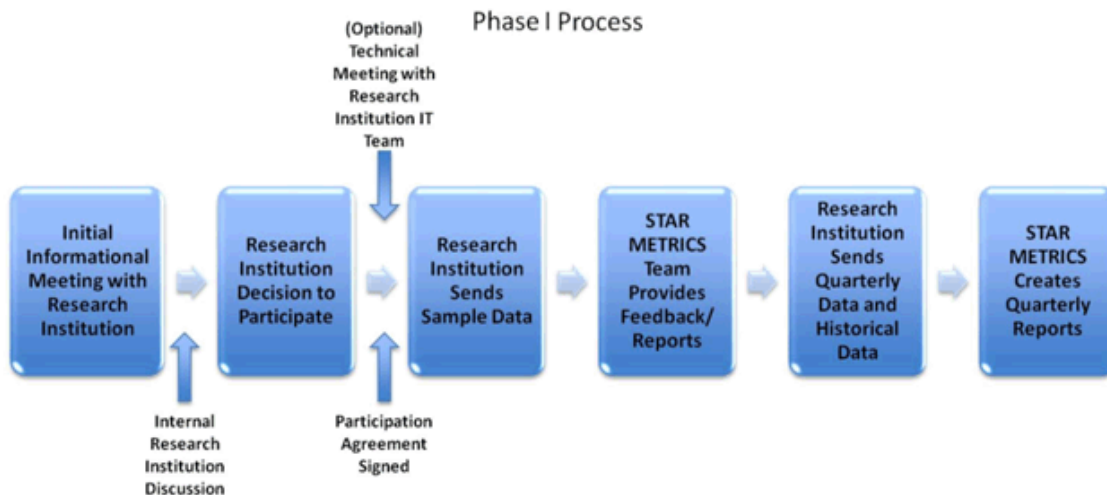 Phase I Process
(Optional)
Technical
Meeting with
Research
Institution IT
Team
Initial
Informational
Meeting with
Research
Institution
Research
Institution
Decision to
Participate
Research
Institution
Sends
Sample Data
STAR
METRICS
Team
Provides
Feedback/
Reports
Research
Institution
Sends
Quarterly
Data and
Historical
Data
STAR
METRICS
Creates
Quarterly
Reports
Internal
Research
Institution
Discussion
Participation
Agreement
Signed